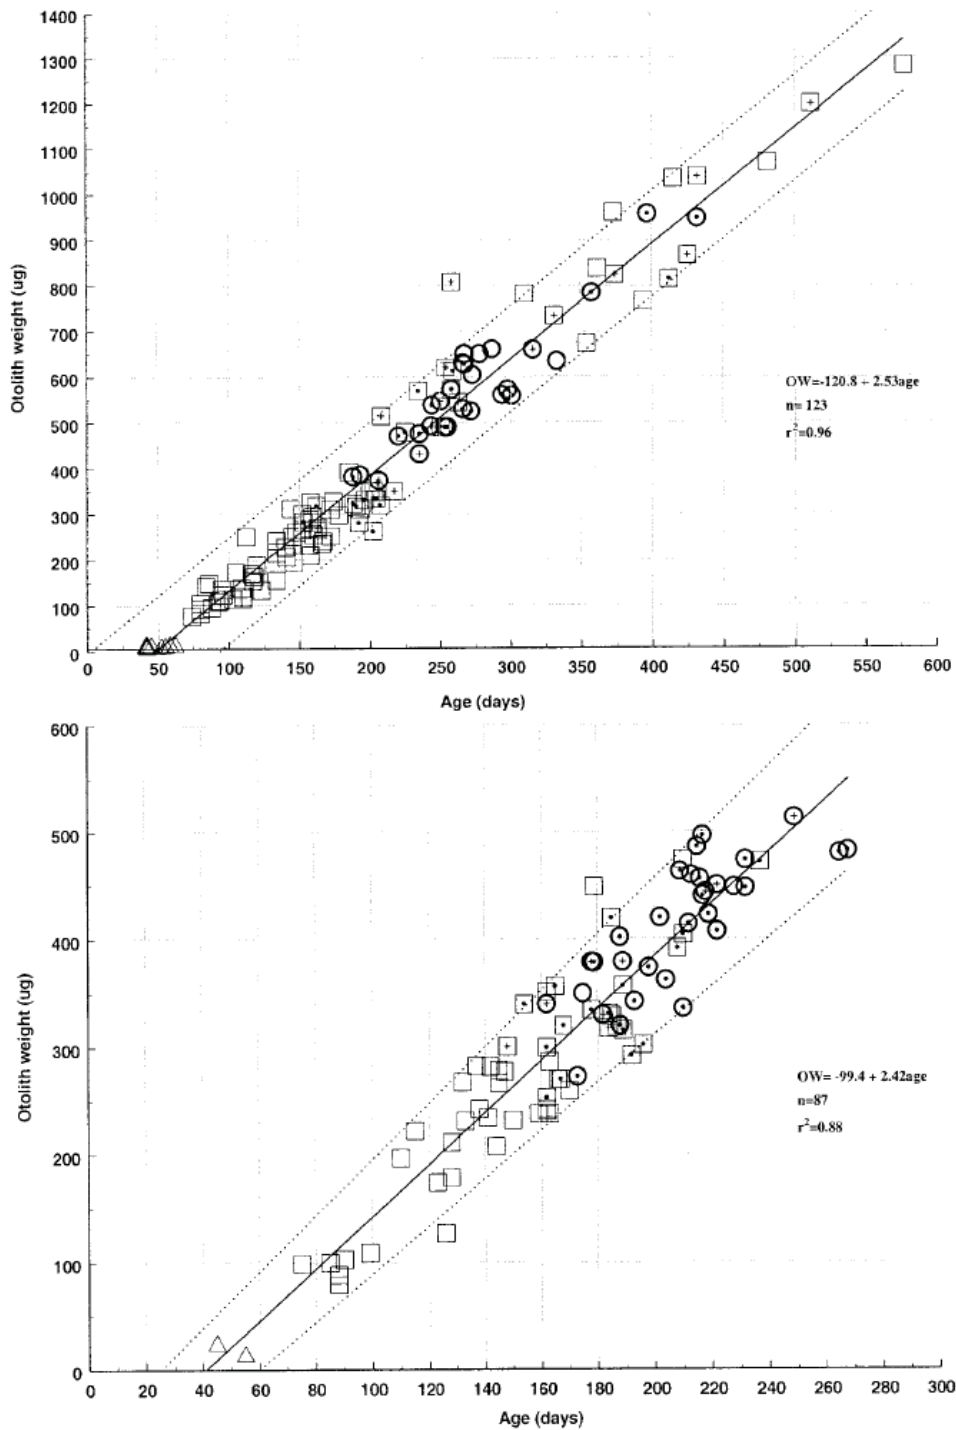 1400
1300
1200
1100
1000
900
800
700
600
500
400
300
200
100
0
Otolith weight (ug)
OW=-120.8 + 2.53age
n= 123
r²=0.96
0 50 100 150 200 250 300 350 400 450 500 550 600
Age (days)
600
500
400
300
200
100
0
Otolith weight (ug)
OW= -99.4 + 2.42age
n=87
r²=0.88
0 20 40 60 80 100 120 140 160 180 200 220 240 260 280 300
Age (days)